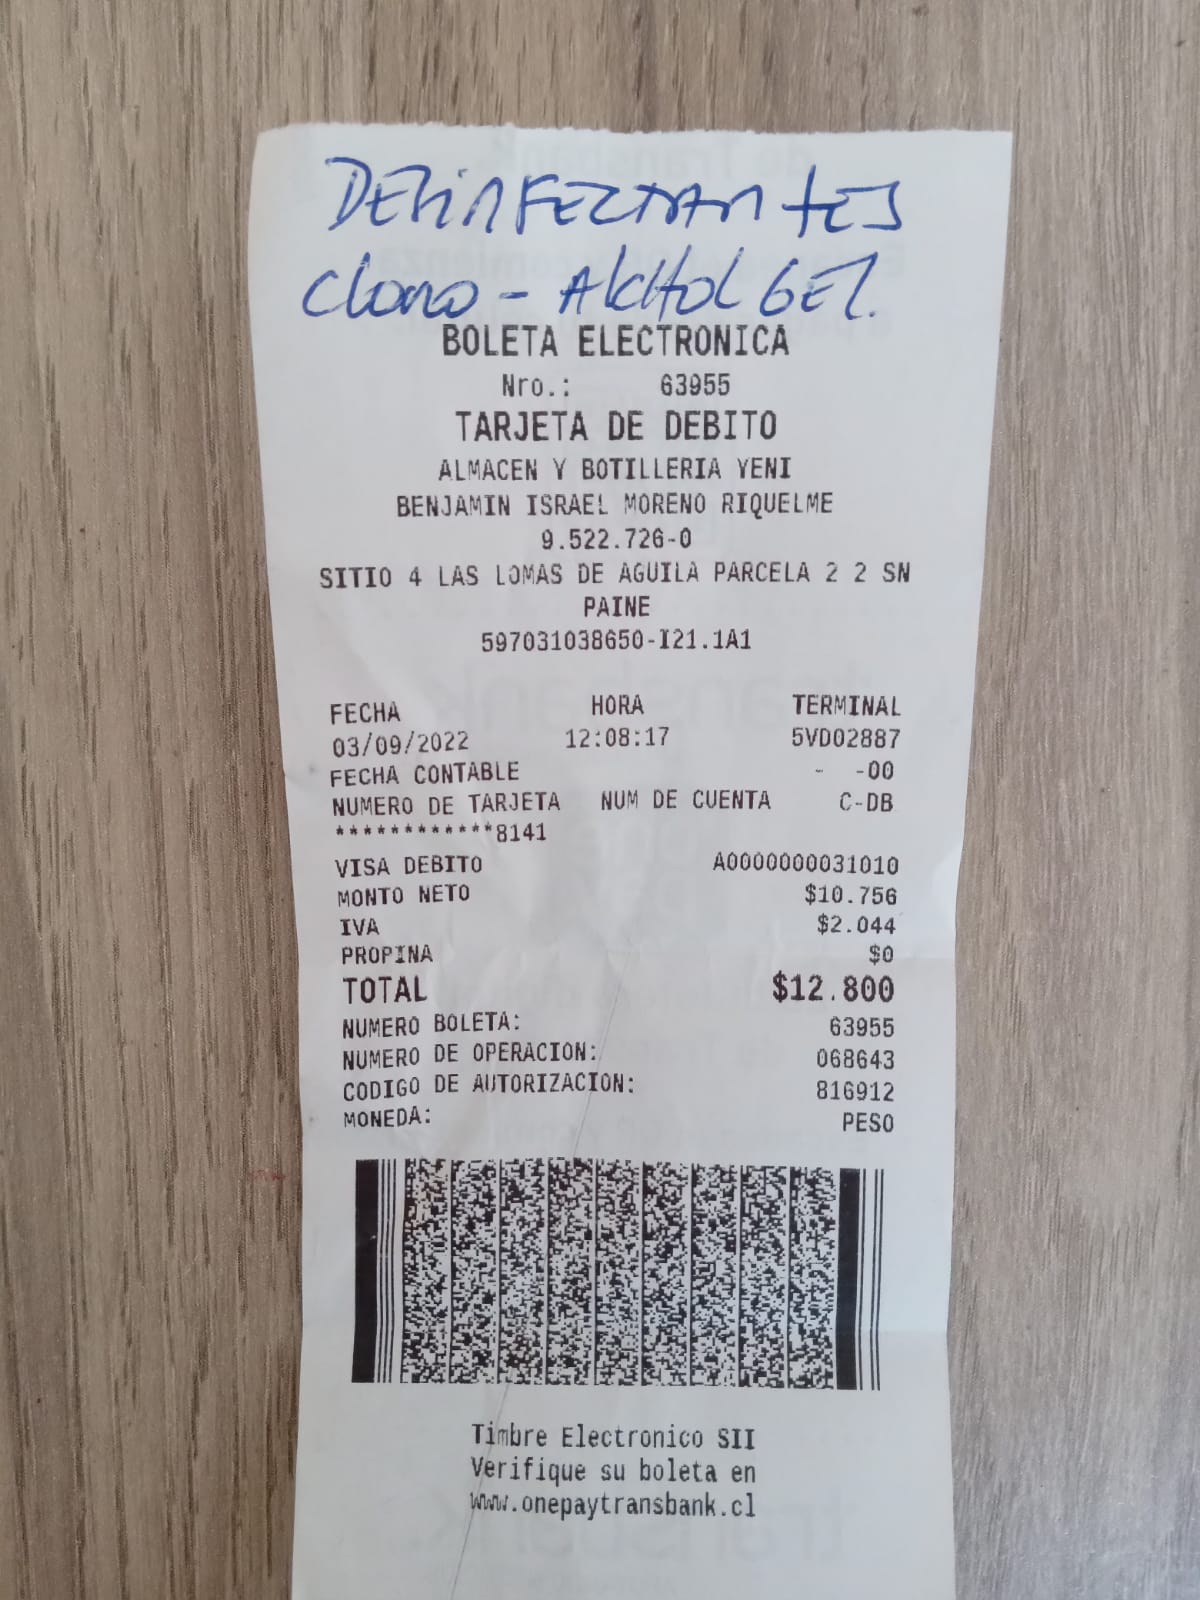 DESINFECTANTES
Cloro - AlcHol GEL.
BOLETA ELECTRONICA
Nro.: 63955
TARJETA DE DEBITO
ALMACEN Y BOTILLERIA YENI
BENJAMIN ISRAEL MORENO RIQUELME
9.522.726-0
SITIO 4 LAS LOMAS DE AGUILA PARCELA 2 2 SN
PAINE
597031038650-I21.1A1
FECHA HORA TERMINAL
03/09/2022 12:08:17 5VD02887
FECHA CONTABLE - -00
NUMERO DE TARJETA NUM DE CUENTA C-DB
************8141
VISA DEBITO A0000000031010
MONTO NETO $10.756
IVA $2.044
PROPINA $0
TOTAL $12.800
NUMERO BOLETA: 63955
NUMERO DE OPERACION: 068643
CODIGO DE AUTORIZACION: 816912
MONEDA: PESO
Timbre Electronico SII
Verifique su boleta en
www.onepaytransbank.cl